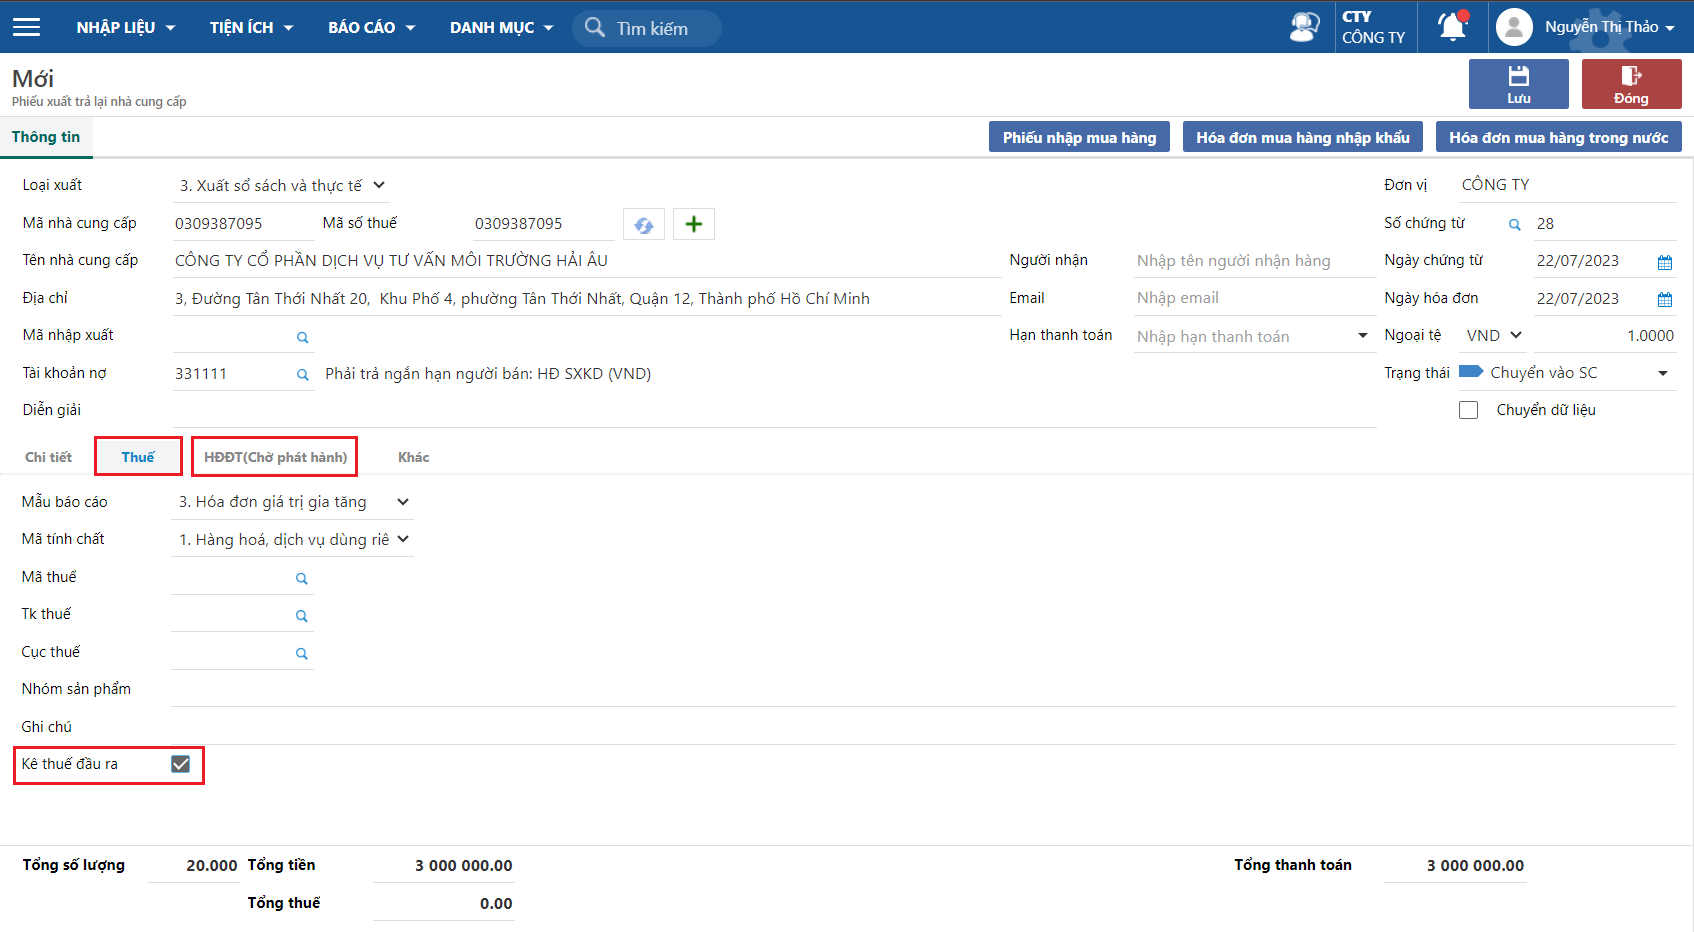 NHẬP LIỆU TIỆN ÍCH BÁO CÁO DANH MỤC Tìm kiếm CTY Nguyễn Thị Thảo
CÔNG TY
Mới
Phiếu xuất trả lại nhà cung cấp
Lưu Đóng
Thông tin Phiếu nhập mua hàng Hóa đơn mua hàng nhập khẩu Hóa đơn mua hàng trong nước
Loại xuất 3. Xuất sổ sách và thực tế Đơn vị CÔNG TY
Mã nhà cung cấp 0309387095 Mã số thuế 0309387095 Số chứng từ 28
Tên nhà cung cấp CÔNG TY CỔ PHẦN DỊCH VỤ TƯ VẤN MÔI TRƯỜNG HẢI ÂU Người nhận Nhập tên người nhận hàng Ngày chứng từ 22/07/2023
Địa chỉ 3, Đường Tân Thới Nhất 20, Khu Phố 4, phường Tân Thới Nhất, Quận 12, Thành phố Hồ Chí Minh Email Nhập email Ngày hóa đơn 22/07/2023
Mã nhập xuất Hạn thanh toán Nhập hạn thanh toán Ngoại tệ VND 1.0000
Tài khoản nợ 331111 Phải trả ngắn hạn người bán: HĐ SXKD (VND) Trạng thái Chuyển vào SC
Diễn giải Chuyển dữ liệu
Chi tiết Thuế HĐĐT(Chờ phát hành) Khác
Mẫu báo cáo 3. Hóa đơn giá trị gia tăng
Mã tính chất 1. Hàng hoá, dịch vụ dùng riê
Mã thuế
Tk thuế
Cục thuế
Nhóm sản phẩm
Ghi chú
Kê thuế đầu ra
Tổng số lượng 20.000 Tổng tiền 3 000 000.00 Tổng thanh toán 3 000 000.00
Tổng thuế 0.00